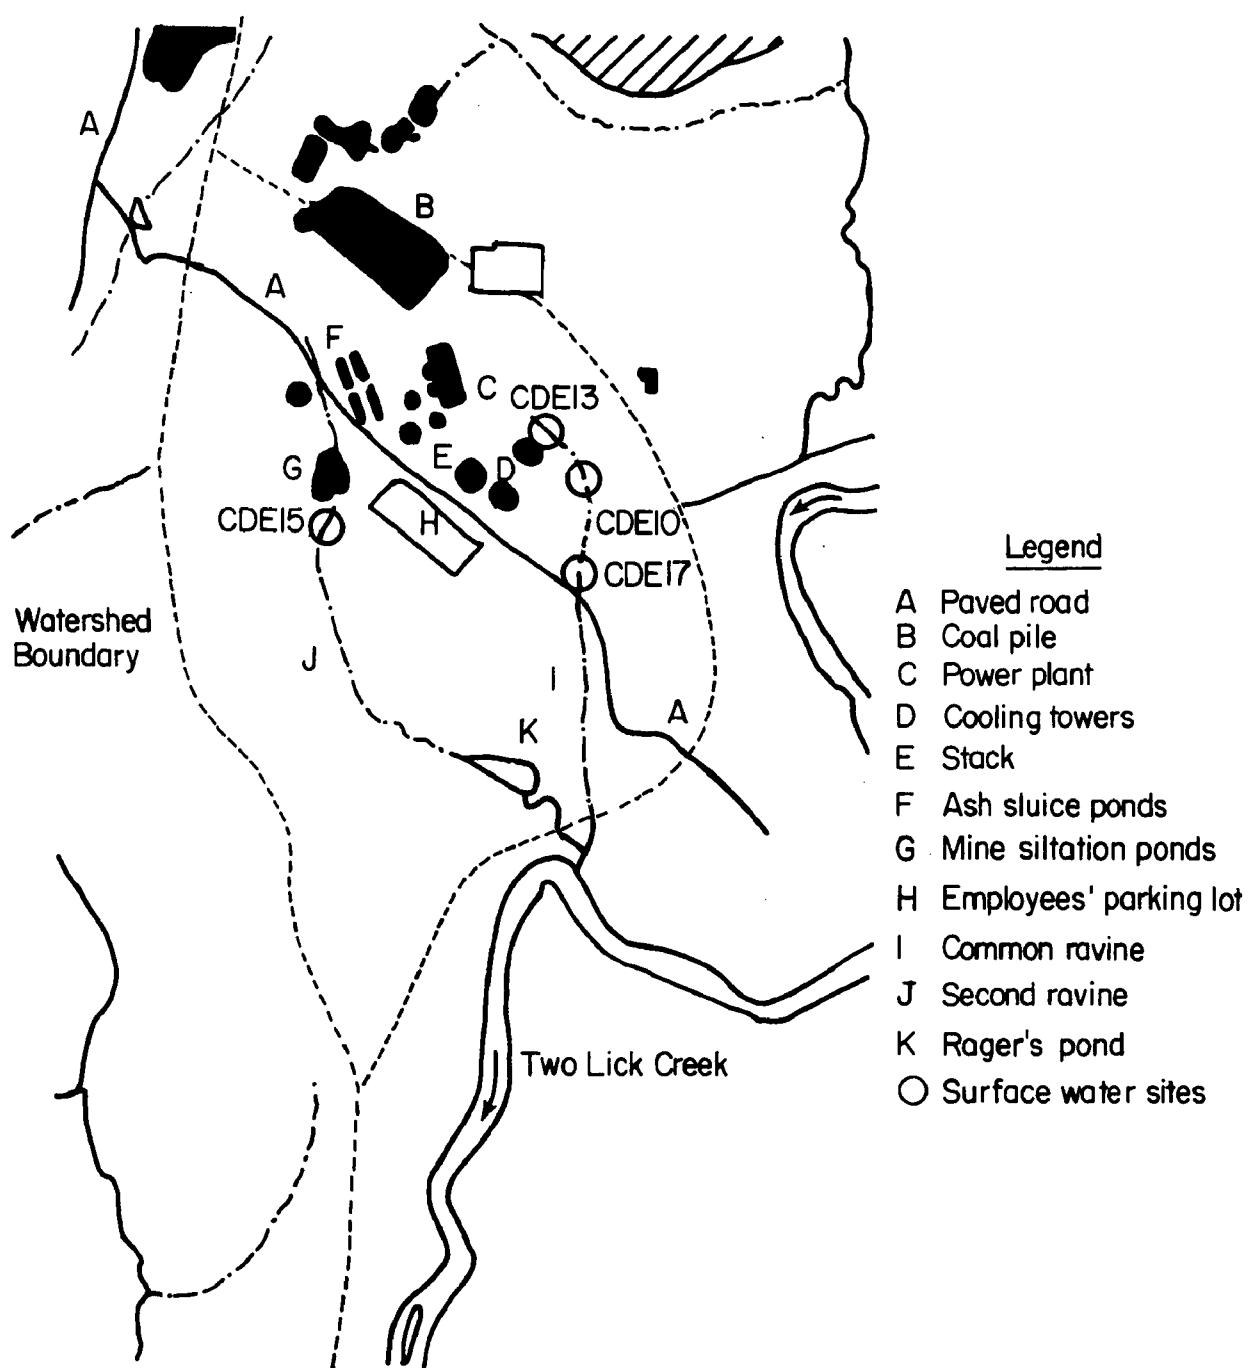 A
A
B
A
F
C
CDE13
E
D
G
CDE15
H
CDE10
CDE17
Watershed
Boundary
J
I
A
K
Two Lick Creek
Legend
A Paved road
B Coal pile
C Power plant
D Cooling towers
E Stack
F Ash sluice ponds
G Mine siltation ponds
H Employees' parking lot
I Common ravine
J Second ravine
K Rager's pond
Surface water sites